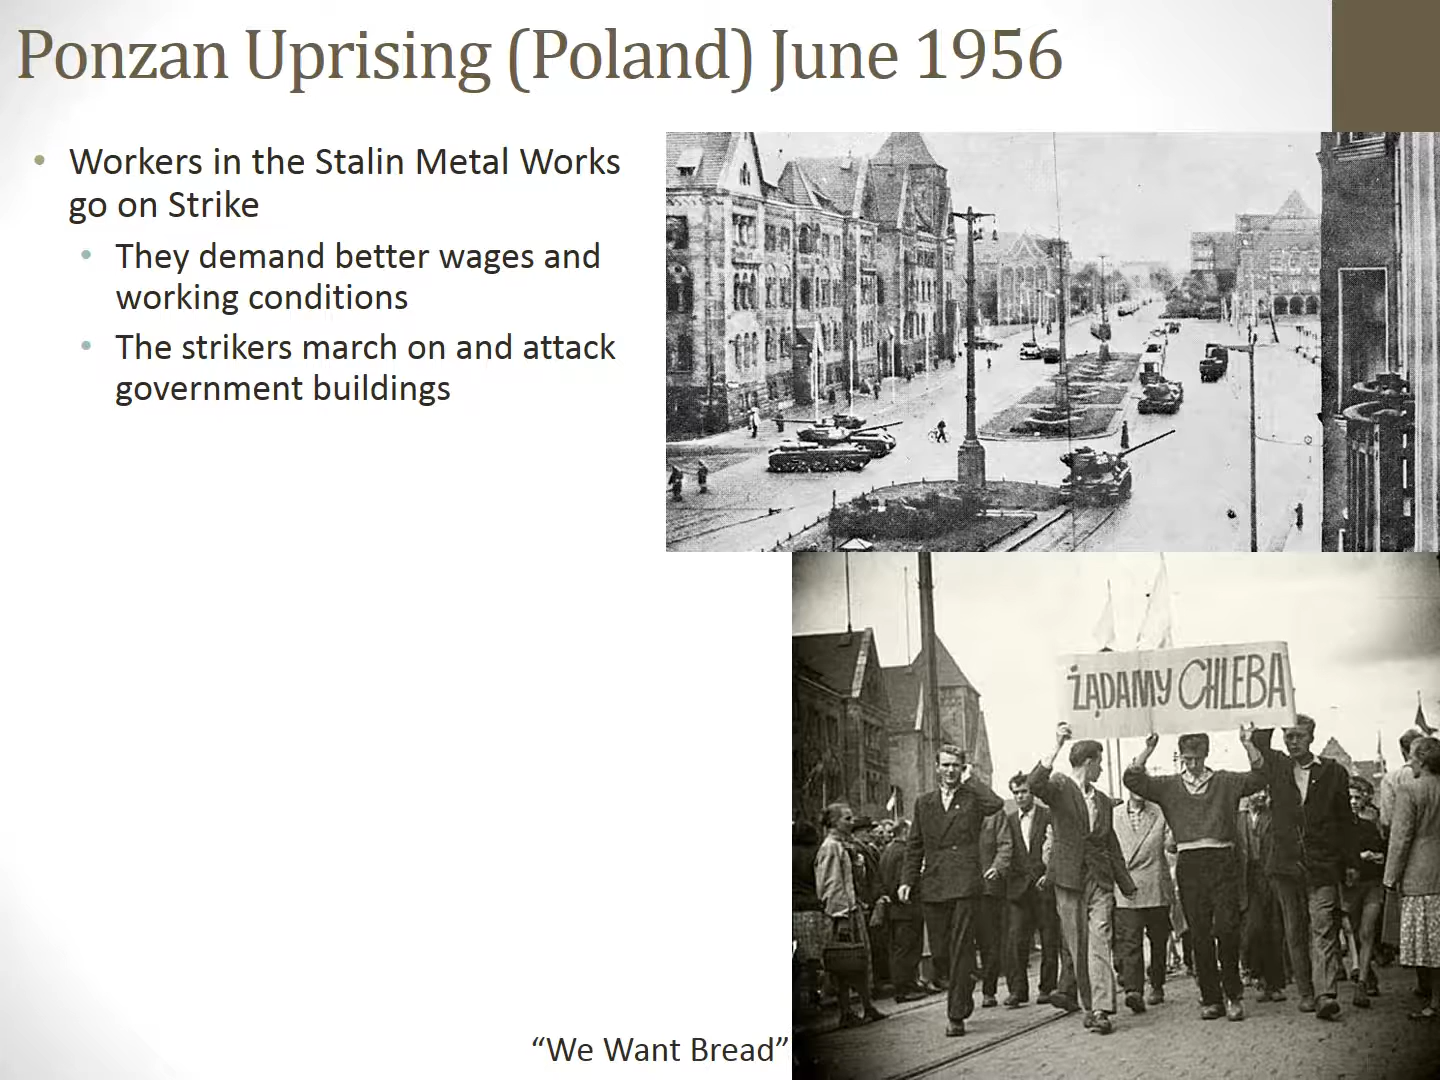 Ponzan Uprising (Poland) June 1956
Workers in the Stalin Metal Works
go on Strike
They demand better wages and
working conditions
The strikers march on and attack
government buildings
ŻĄDAMY CHLEBA
“We Want Bread”